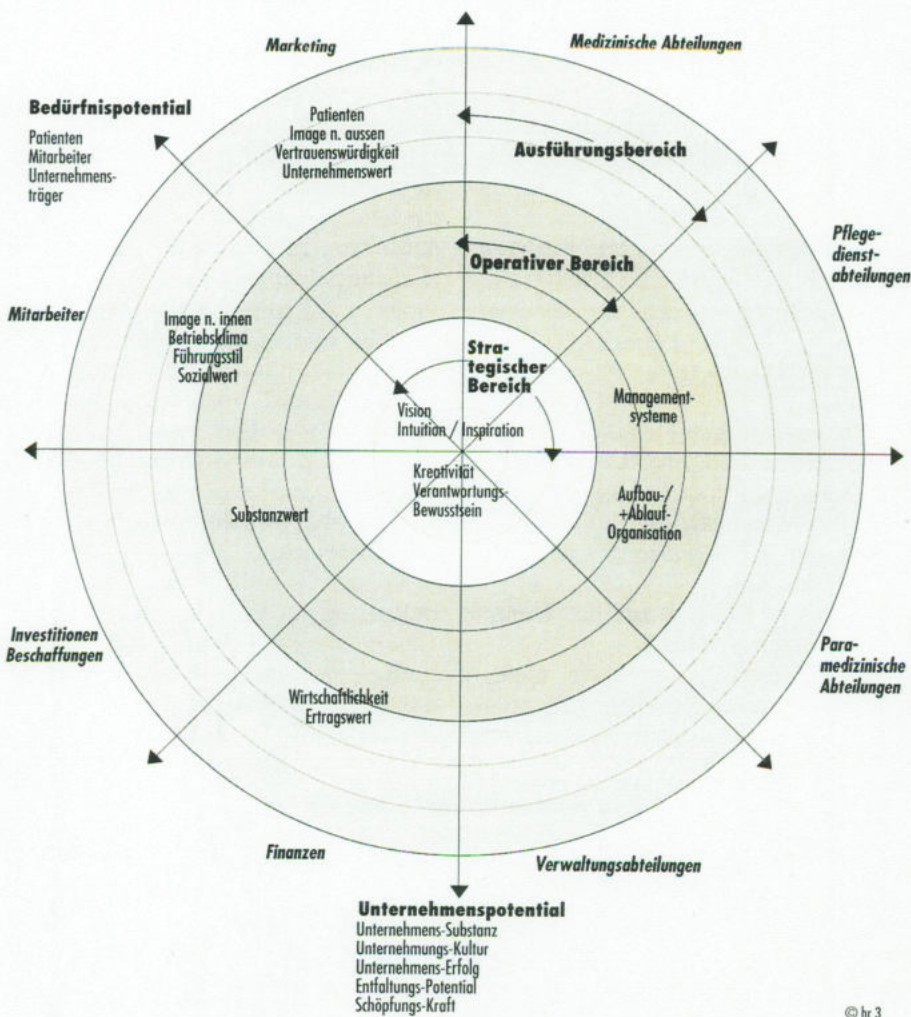 Marketing
Medizinische Abteilungen
Bedürfnispotential
Patienten
Mitarbeiter
Unternehmens-
träger
Patienten
Image n. aussen
Vertrauenswürdigkeit
Unternehmenswert
Ausführungsbereich
Pflege-
dienst-
abteilungen
Operativer Bereich
Mitarbeiter
Image n. innen
Betriebsklima
Führungsstil
Sozialwert
Stra-
tegischer
Bereich
Vision
Intuition / Inspiration
Management-
systeme
Kreativität
Verantwortungs-
Bewusstsein
Substanzwert
Aufbau-/
+Ablauf-
Organisation
Investitionen
Beschaffungen
Para-
medizinische
Abteilungen
Wirtschaftlichkeit
Ertragswert
Finanzen
Verwaltungsabteilungen
Unternehmenspotential
Unternehmens-Substanz
Unternehmungs-Kultur
Unternehmens-Erfolg
Entfaltungs-Potential
Schöpfungs-Kraft
© hr 3